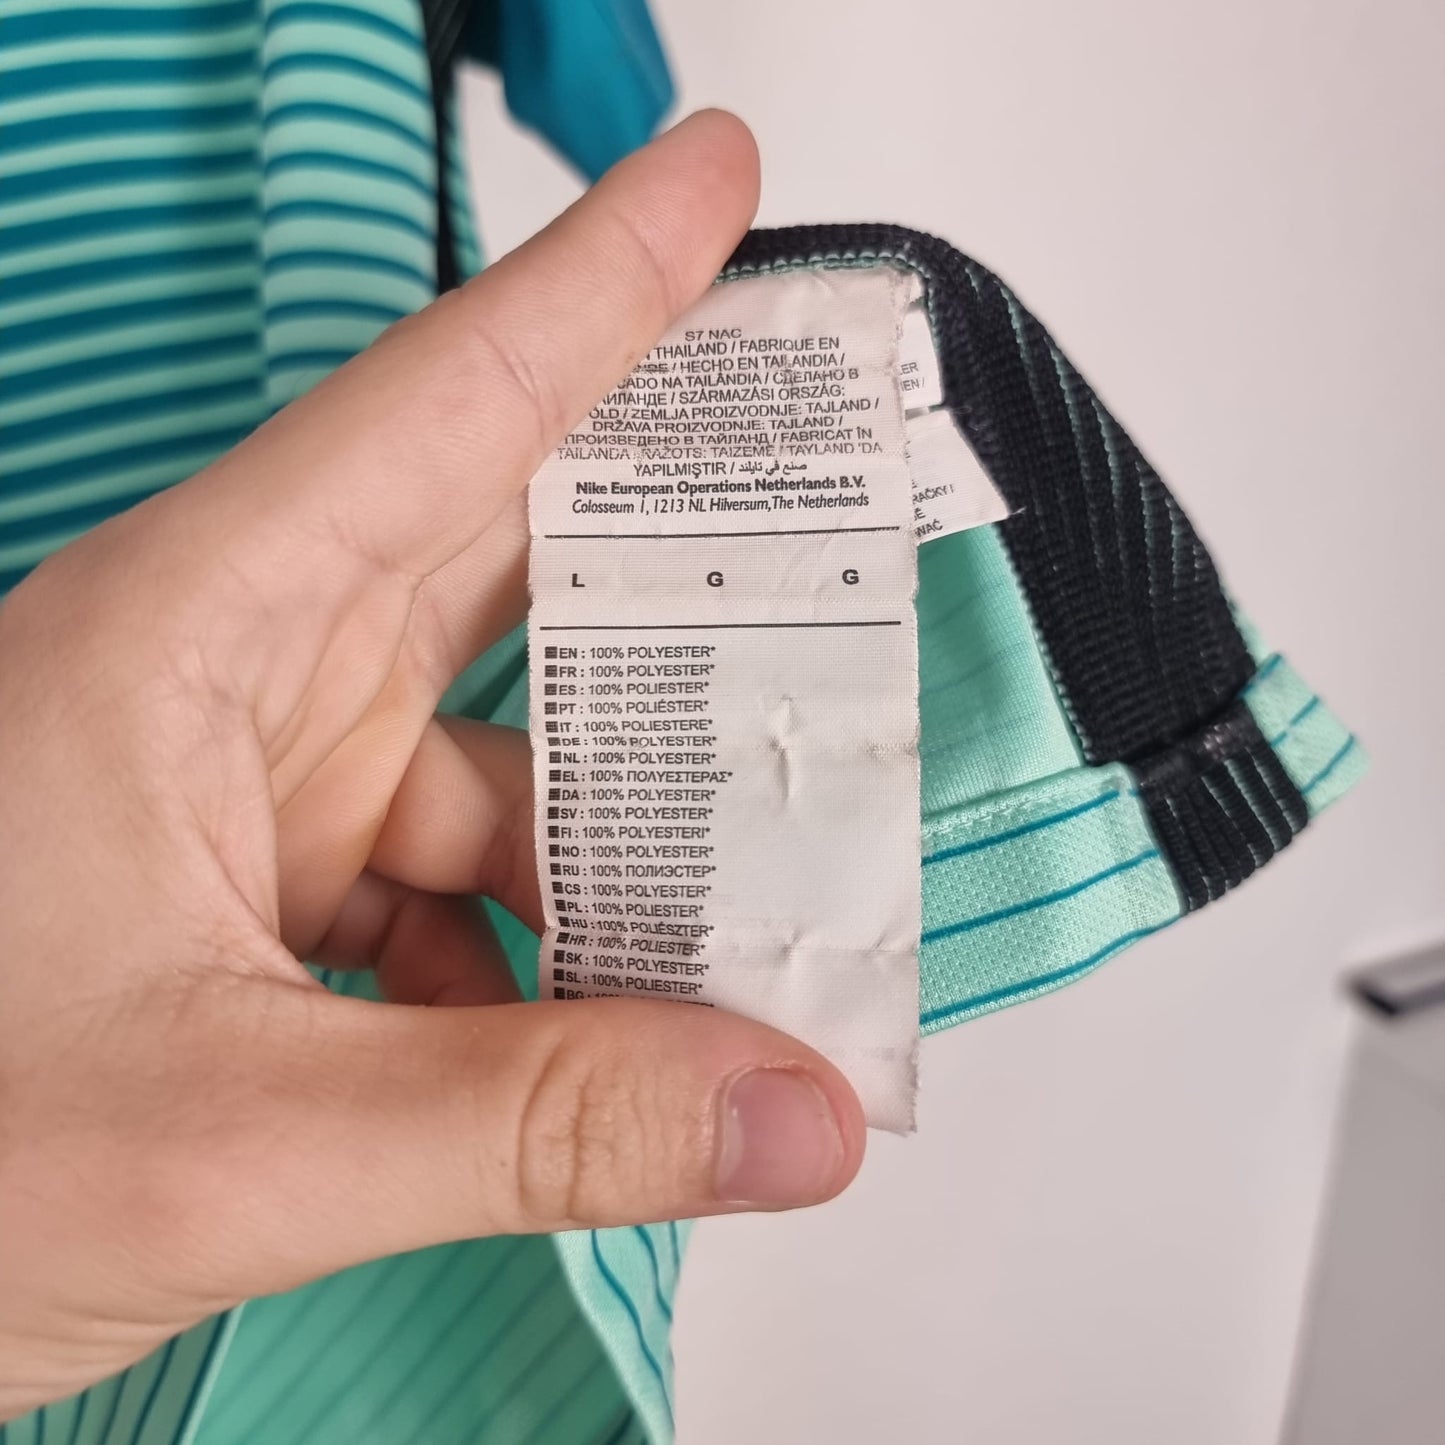 S7 NAC
THAILAND / FABRIQUE EN
/ HECHO EN TAILANDIA /
NA TAILÂNDIA / СДЕЛАНО В
/ SZÁRMAZÁSI ORSZÁG:
/ ZEMLJA PROIZVODNJE: TAJLAND /
DRŽAVA PROIZVODNJE: TAJLAND /
ПРОИЗВЕДЕНО В ТАЙЛАНД / FABRICAT ÎN
TAILANDA / RAŽOTS: TAIZEMĒ / TAYLAND 'DA
YAPILMIŞTIR / صنع في تايلند
Nike European Operations Netherlands B.V.
Colosseum 1, 1213 NL Hilversum, The Netherlands
L G G
EN : 100% POLYESTER*
FR : 100% POLYESTER*
ES : 100% POLIESTER*
PT : 100% POLIÉSTER*
IT : 100% POLIESTERE*
DE : 100% POLYESTER*
NL : 100% POLYESTER*
EL : 100% ΠΟΛΥΕΣΤΕΡΑΣ*
DA : 100% POLYESTER*
SV : 100% POLYESTER*
FI : 100% POLYESTERI*
NO : 100% POLYESTER*
RU : 100% ПОЛИЭСТЕР*
CS : 100% POLYESTER*
PL : 100% POLIESTER*
HU : 100% POLIÉSZTER*
HR : 100% POLIESTER*
SK : 100% POLYESTER*
SL : 100% POLIESTER*
BG :